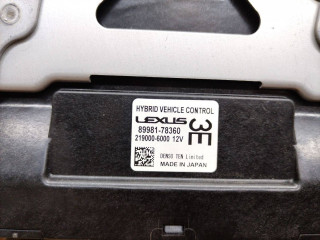 HYBRID VEHICLE CONTROL
LEXUS
89981-78360
219000-6000 12V
3E
DENSO TEN Limited
MADE IN JAPAN